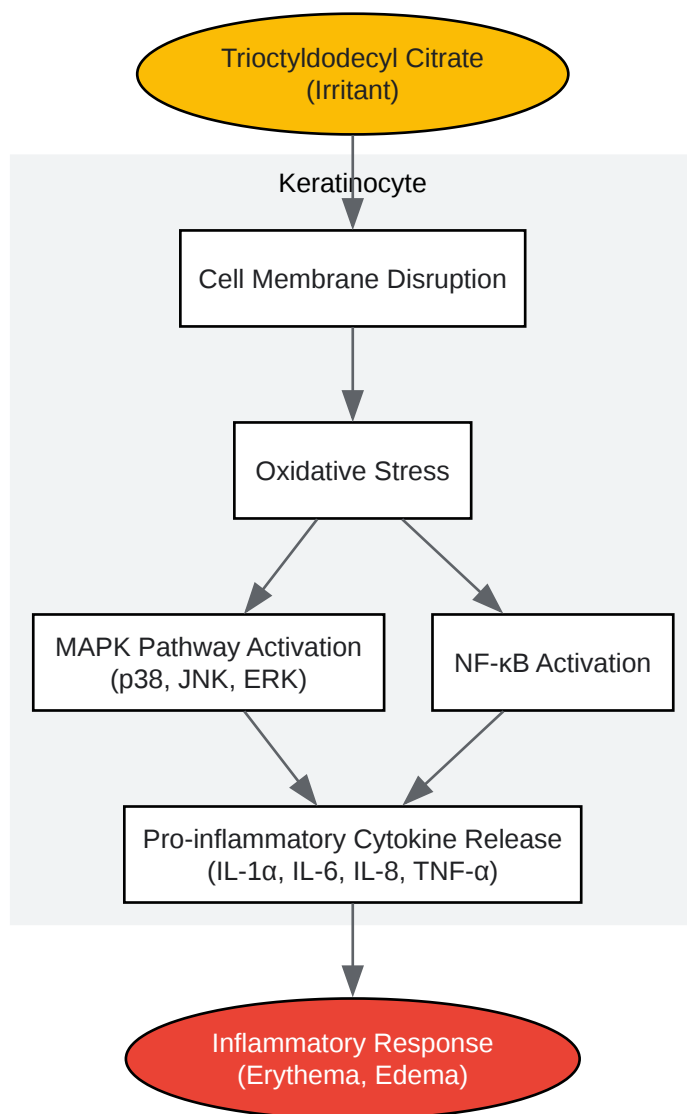 Trioctyldodecyl Citrate
(Irritant)
Keratinocyte
Cell Membrane Disruption
Oxidative Stress
MAPK Pathway Activation
(p38, JNK, ERK)
NF-κB Activation
Pro-inflammatory Cytokine Release
(IL-1α, IL-6, IL-8, TNF-α)
Inflammatory Response
(Erythema, Edema)